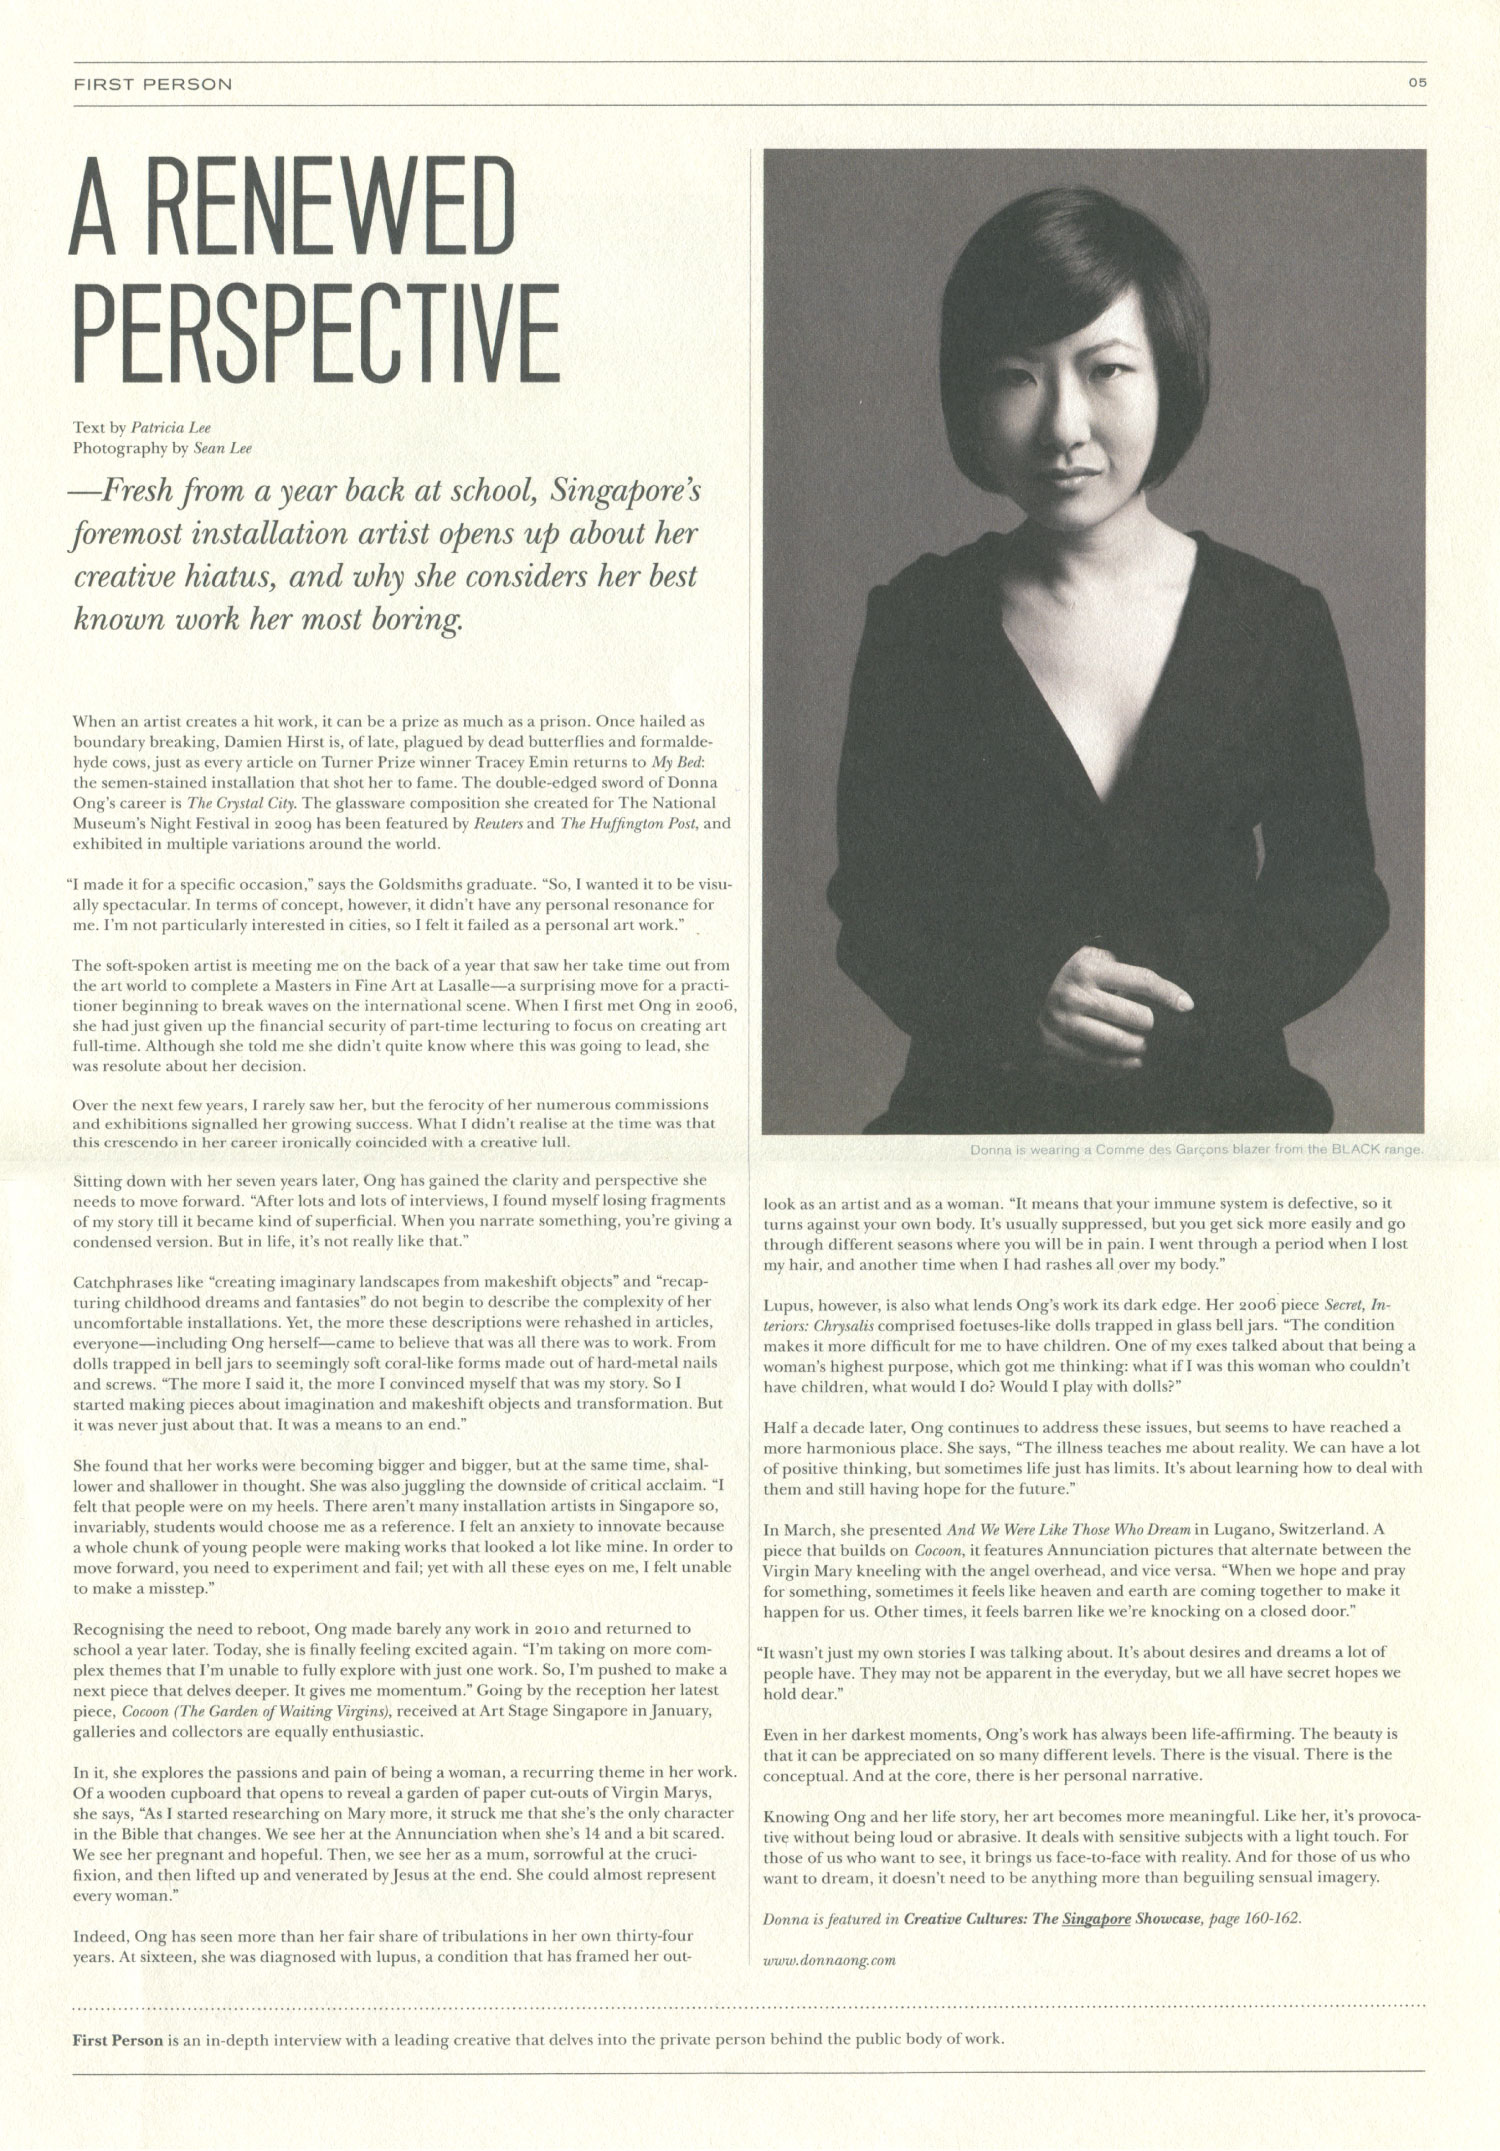 FIRST PERSON
05
A RENEWED
PERSPECTIVE
Text by Patricia Lee
Photography by Sean Lee
—Fresh from a year back at school, Singapore's
foremost installation artist opens up about her
creative hiatus, and why she considers her best
known work her most boring.
When an artist creates a hit work, it can be a prize as much as a prison. Once hailed as
boundary breaking, Damien Hirst is, of late, plagued by dead butterflies and formalde-
hyde cows, just as every article on Turner Prize winner Tracey Emin returns to My Bed:
the semen-stained installation that shot her to fame. The double-edged sword of Donna
Ong's career is The Crystal City. The glassware composition she created for The National
Museum's Night Festival in 2009 has been featured by Reuters and The Huffington Post, and
exhibited in multiple variations around the world.
“I made it for a specific occasion,” says the Goldsmiths graduate. “So, I wanted it to be visu-
ally spectacular. In terms of concept, however, it didn't have any personal resonance for
me. I'm not particularly interested in cities, so I felt it failed as a personal art work.”
The soft-spoken artist is meeting me on the back of a year that saw her take time out from
the art world to complete a Masters in Fine Art at Lasalle—a surprising move for a practi-
tioner beginning to break waves on the international scene. When I first met Ong in 2006,
she had just given up the financial security of part-time lecturing to focus on creating art
full-time. Although she told me she didn't quite know where this was going to lead, she
was resolute about her decision.
Over the next few years, I rarely saw her, but the ferocity of her numerous commissions
and exhibitions signalled her growing success. What I didn't realise at the time was that
this crescendo in her career ironically coincided with a creative lull.
Sitting down with her seven years later, Ong has gained the clarity and perspective she
needs to move forward. “After lots and lots of interviews, I found myself losing fragments
of my story till it became kind of superficial. When you narrate something, you're giving a
condensed version. But in life, it's not really like that.”
Catchphrases like “creating imaginary landscapes from makeshift objects” and “recap-
turing childhood dreams and fantasies” do not begin to describe the complexity of her
uncomfortable installations. Yet, the more these descriptions were rehashed in articles,
everyone—including Ong herself—came to believe that was all there was to work. From
dolls trapped in bell jars to seemingly soft coral-like forms made out of hard-metal nails
and screws. “The more I said it, the more I convinced myself that was my story. So I
started making pieces about imagination and makeshift objects and transformation. But
it was never just about that. It was a means to an end.”
She found that her works were becoming bigger and bigger, but at the same time, shal-
lower and shallower in thought. She was also juggling the downside of critical acclaim. “I
felt that people were on my heels. There aren't many installation artists in Singapore so,
invariably, students would choose me as a reference. I felt an anxiety to innovate because
a whole chunk of young people were making works that looked a lot like mine. In order to
move forward, you need to experiment and fail; yet with all these eyes on me, I felt unable
to make a misstep.”
Recognising the need to reboot, Ong made barely any work in 2010 and returned to
school a year later. Today, she is finally feeling excited again. “I'm taking on more com-
plex themes that I'm unable to fully explore with just one work. So, I'm pushed to make a
next piece that delves deeper. It gives me momentum.” Going by the reception her latest
piece, Cocoon (The Garden of Waiting Virgins), received at Art Stage Singapore in January,
galleries and collectors are equally enthusiastic.
In it, she explores the passions and pain of being a woman, a recurring theme in her work.
Of a wooden cupboard that opens to reveal a garden of paper cut-outs of Virgin Marys,
she says, “As I started researching on Mary more, it struck me that she's the only character
in the Bible that changes. We see her at the Annunciation when she's 14 and a bit scared.
We see her pregnant and hopeful. Then, we see her as a mum, sorrowful at the cruci-
fixion, and then lifted up and venerated by Jesus at the end. She could almost represent
every woman.”
Indeed, Ong has seen more than her fair share of tribulations in her own thirty-four
years. At sixteen, she was diagnosed with lupus, a condition that has framed her out-
Donna is wearing a Comme des Garçons blazer from the BLACK range.
look as an artist and as a woman. “It means that your immune system is defective, so it
turns against your own body. It's usually suppressed, but you get sick more easily and go
through different seasons where you will be in pain. I went through a period when I lost
my hair, and another time when I had rashes all over my body.”
Lupus, however, is also what lends Ong's work its dark edge. Her 2006 piece Secret, In-
teriors: Chrysalis comprised foetuses-like dolls trapped in glass bell jars. “The condition
makes it more difficult for me to have children. One of my exes talked about that being a
woman's highest purpose, which got me thinking: what if I was this woman who couldn't
have children, what would I do? Would I play with dolls?”
Half a decade later, Ong continues to address these issues, but seems to have reached a
more harmonious place. She says, “The illness teaches me about reality. We can have a lot
of positive thinking, but sometimes life just has limits. It's about learning how to deal with
them and still having hope for the future.”
In March, she presented And We Were Like Those Who Dream in Lugano, Switzerland. A
piece that builds on Cocoon, it features Annunciation pictures that alternate between the
Virgin Mary kneeling with the angel overhead, and vice versa. “When we hope and pray
for something, sometimes it feels like heaven and earth are coming together to make it
happen for us. Other times, it feels barren like we're knocking on a closed door.”
“It wasn't just my own stories I was talking about. It's about desires and dreams a lot of
people have. They may not be apparent in the everyday, but we all have secret hopes we
hold dear.”
Even in her darkest moments, Ong's work has always been life-affirming. The beauty is
that it can be appreciated on so many different levels. There is the visual. There is the
conceptual. And at the core, there is her personal narrative.
Knowing Ong and her life story, her art becomes more meaningful. Like her, it's provoca-
tive without being loud or abrasive. It deals with sensitive subjects with a light touch. For
those of us who want to see, it brings us face-to-face with reality. And for those of us who
want to dream, it doesn't need to be anything more than beguiling sensual imagery.
Donna is featured in Creative Cultures: The Singapore Showcase, page 160-162.
www.donnaong.com
First Person is an in-depth interview with a leading creative that delves into the private person behind the public body of work.